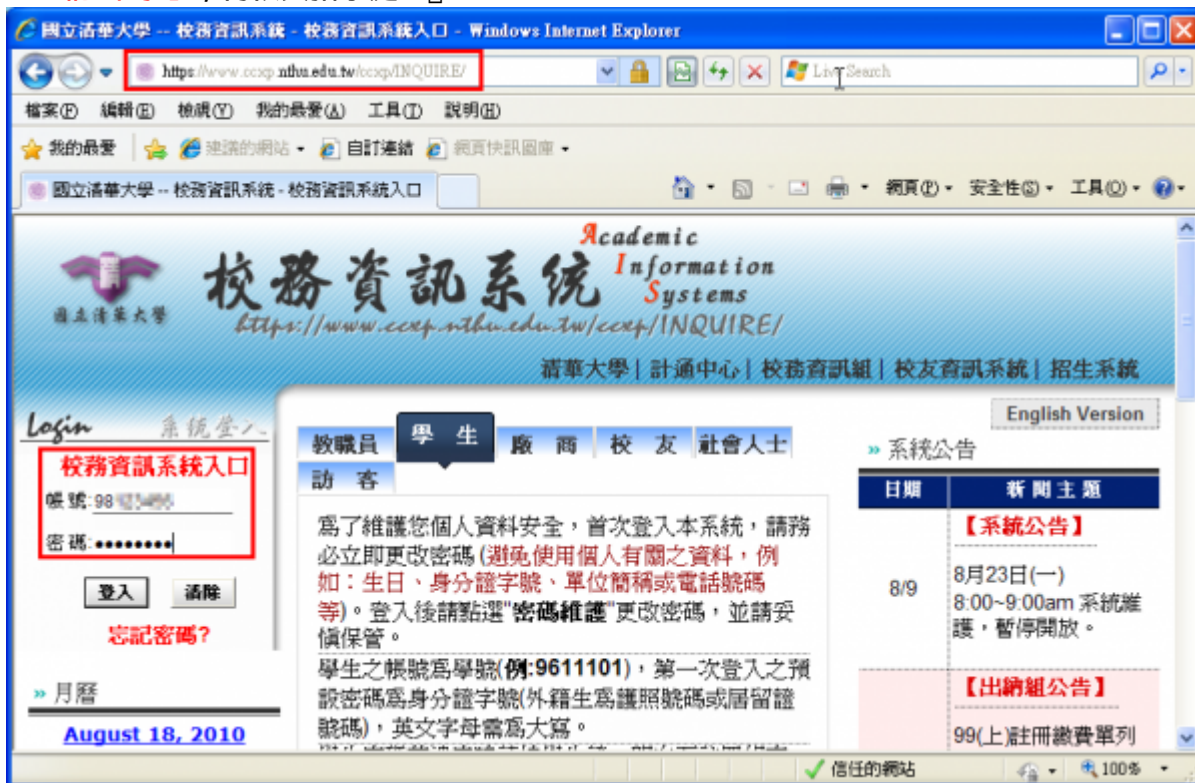 國立清華大學 -- 校務資訊系統 - 校務資訊系統入口 - Windows Internet Explorer
https://www.ccxp.nthu.edu.tw/ccxp/INQUIRE/
Live Search
檔案(F) 編輯(E) 檢視(V) 我的最愛(A) 工具(T) 說明(H)
我的最愛 建議的網站 自訂連結 網頁快訊圖庫
國立清華大學 -- 校務資訊系統 - 校務資訊系統入口
網頁(P) 安全性(S) 工具(O)
Academic
Information
Systems
校務資訊系統
國立清華大學
https://www.ccxp.nthu.edu.tw/ccxp/INQUIRE/
清華大學 | 計通中心 | 校務資訊組 | 校友資訊系統 | 招生系統
English Version
Login 系統登入
校務資訊系統入口
帳號:98
密碼:••••••••
登入 清除
忘記密碼?
» 月曆
August 18, 2010
教職員 學 生 廠 商 校 友 社會人士
訪 客
為了維護您個人資料安全，首次登入本系統，請務
必立即更改密碼(避免使用個人有關之資料，例
如：生日、身分證字號、單位簡稱或電話號碼
等)。登入後請點選"密碼維護"更改密碼，並請妥
慎保管。
學生之帳號為學號(例:9611101)，第一次登入之預
設密碼為身分證字號(外籍生為護照號碼或居留證
號碼)，英文字母需為大寫。
» 系統公告
日期 新聞主題
【系統公告】
8/9
8月23日(一)
8:00~9:00am 系統維
護，暫停開放。
【出納組公告】
99(上)註冊繳費單列
信任的網站
100%